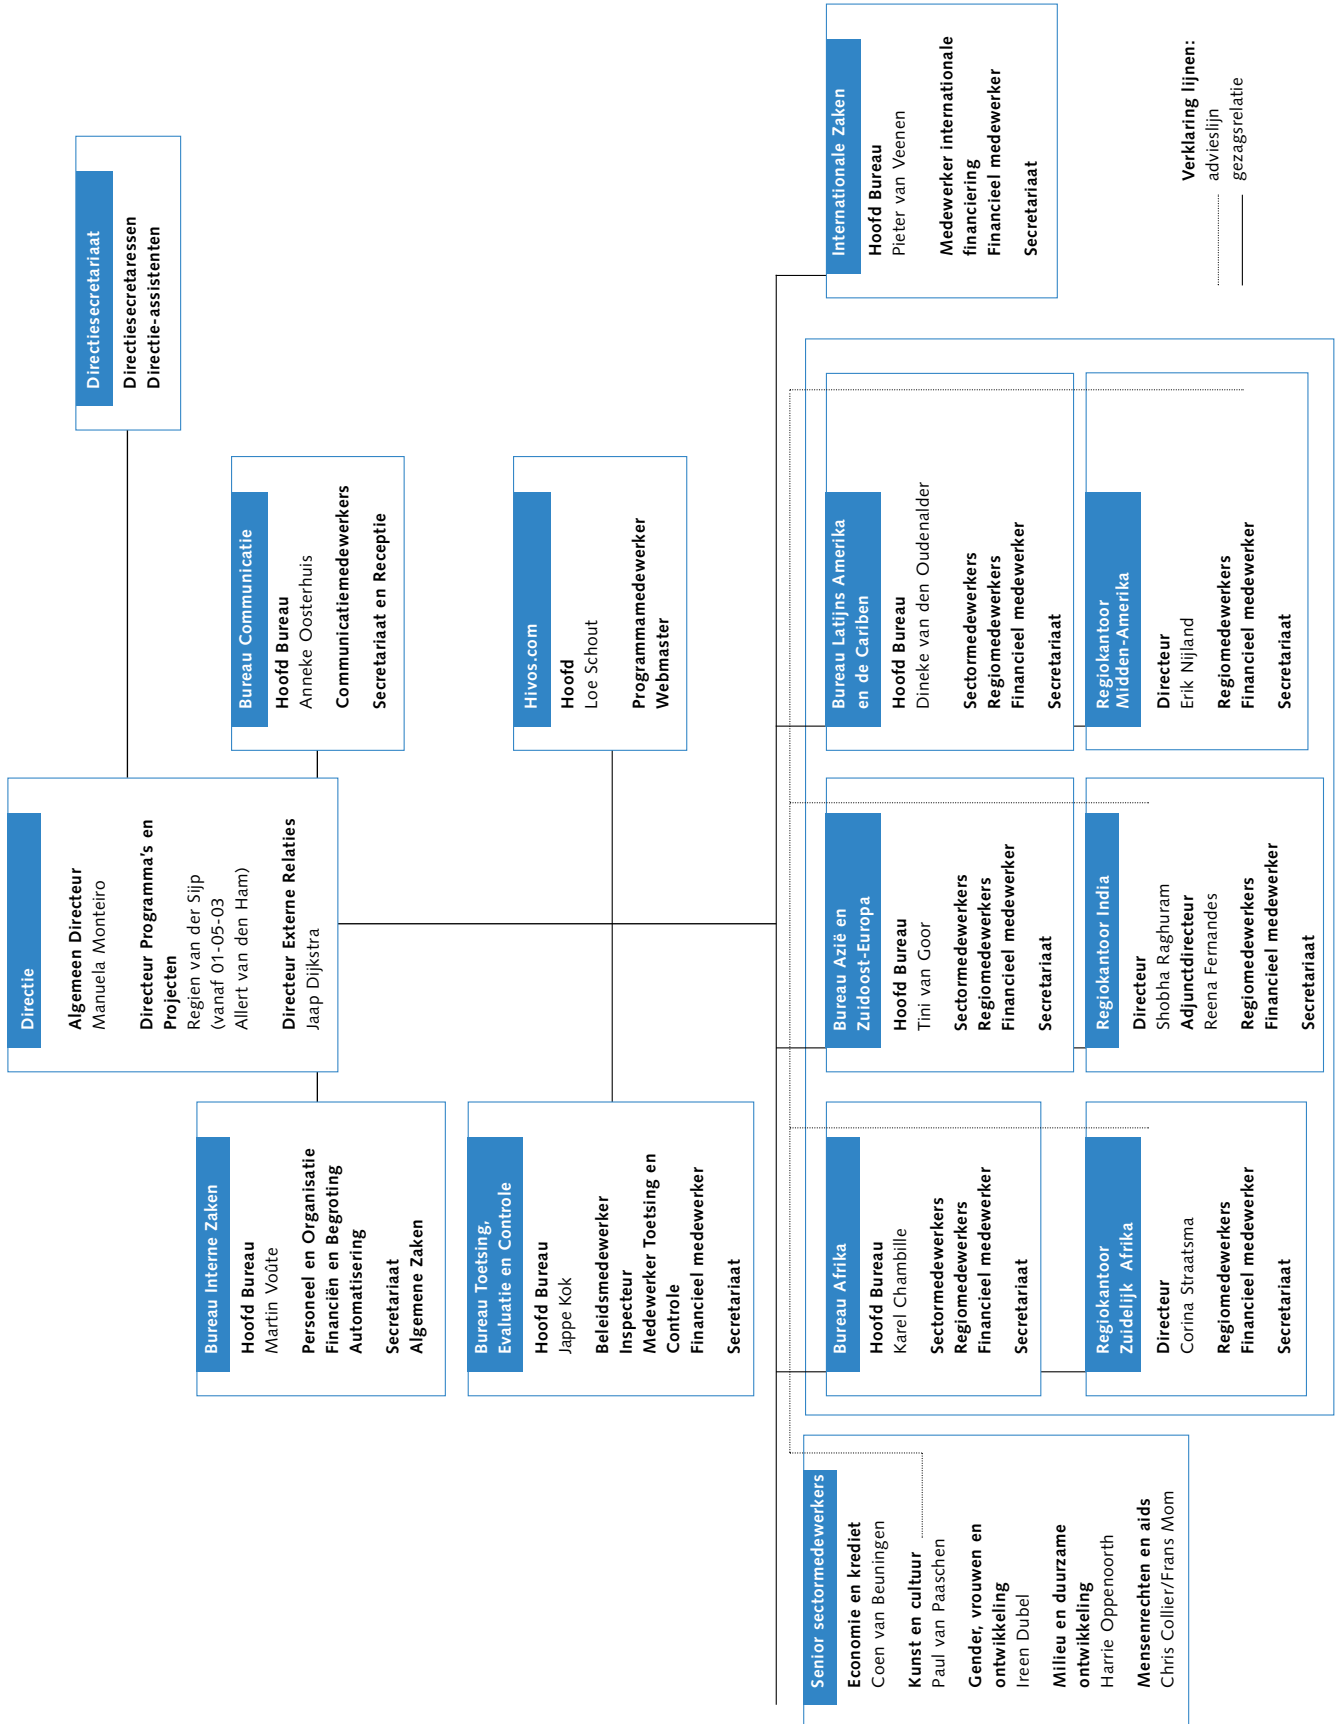 Directie
Algemeen Directeur
Manuela Monteiro
Directeur Programma's en
Projecten
Regien van der Sijp
(vanaf 01-05-03
Allert van den Ham)
Directeur Externe Relaties
Jaap Dijkstra
Directiesecretariaat
Directiesecretaressen
Directie-assistenten
Bureau Interne Zaken
Hoofd Bureau
Martin Voûte
Personeel en Organisatie
Financiën en Begroting
Automatisering
Secretariaat
Algemene Zaken
Bureau Communicatie
Hoofd Bureau
Anneke Oosterhuis
Communicatiemedewerkers
Secretariaat en Receptie
Bureau Toetsing,
Evaluatie en Controle
Hoofd Bureau
Jappe Kok
Beleidsmedewerker
Inspecteur
Medewerker Toetsing en
Controle
Financieel medewerker
Secretariaat
Hivos.com
Hoofd
Loe Schout
Programmamedewerker
Webmaster
Senior sectormedewerkers
Economie en krediet
Coen van Beuningen
Kunst en cultuur
Paul van Paaschen
Gender, vrouwen en
ontwikkeling
Ireen Dubel
Milieu en duurzame
ontwikkeling
Harrie Oppenoorth
Mensenrechten en aids
Chris Collier/Frans Mom
Bureau Afrika
Hoofd Bureau
Karel Chambille
Sectormedewerkers
Regiomedewerkers
Financieel medewerker
Secretariaat
Regiokantoor
Zuidelijk Afrika
Directeur
Corina Straatsma
Regiomedewerkers
Financieel medewerker
Secretariaat
Bureau Azië en
Zuidoost-Europa
Hoofd Bureau
Tini van Goor
Sectormedewerkers
Regiomedewerkers
Financieel medewerker
Secretariaat
Regiokantoor India
Directeur
Shobha Raghuram
Adjunctdirecteur
Reena Fernandes
Regiomedewerkers
Financieel medewerker
Secretariaat
Bureau Latijns Amerika
en de Cariben
Hoofd Bureau
Dineke van den Oudenalder
Sectormedewerkers
Regiomedewerkers
Financieel medewerker
Secretariaat
Regiokantoor
Midden-Amerika
Directeur
Erik Nijland
Regiomedewerkers
Financieel medewerker
Secretariaat
Internationale Zaken
Hoofd Bureau
Pieter van Veenen
Medewerker internationale
financiering
Financieel medewerker
Secretariaat
Verklaring lijnen:
advieslijn
gezagsrelatie